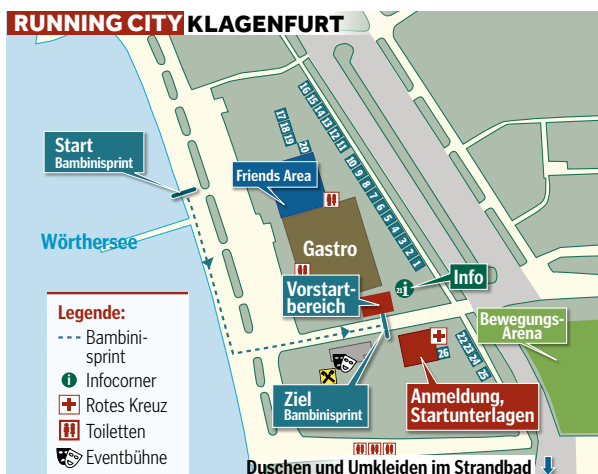 RUNNING CITY KLAGENFURT
16
15
14
13
12
11
10
9
8
7
6
5
4
3
2
1
17
18
19
20
Start
Bambinisprint
Friends Area
Wörthersee
Gastro
21 i
Info
Vorstart-
bereich
Legende:
Bambini-
sprint
i Infocorner
Rotes Kreuz
Toiletten
Eventbühne
Bewegungs-
Arena
22
23
24
25
26
Ziel
Bambinisprint
Anmeldung,
Startunterlagen
Duschen und Umkleiden im Strandbad